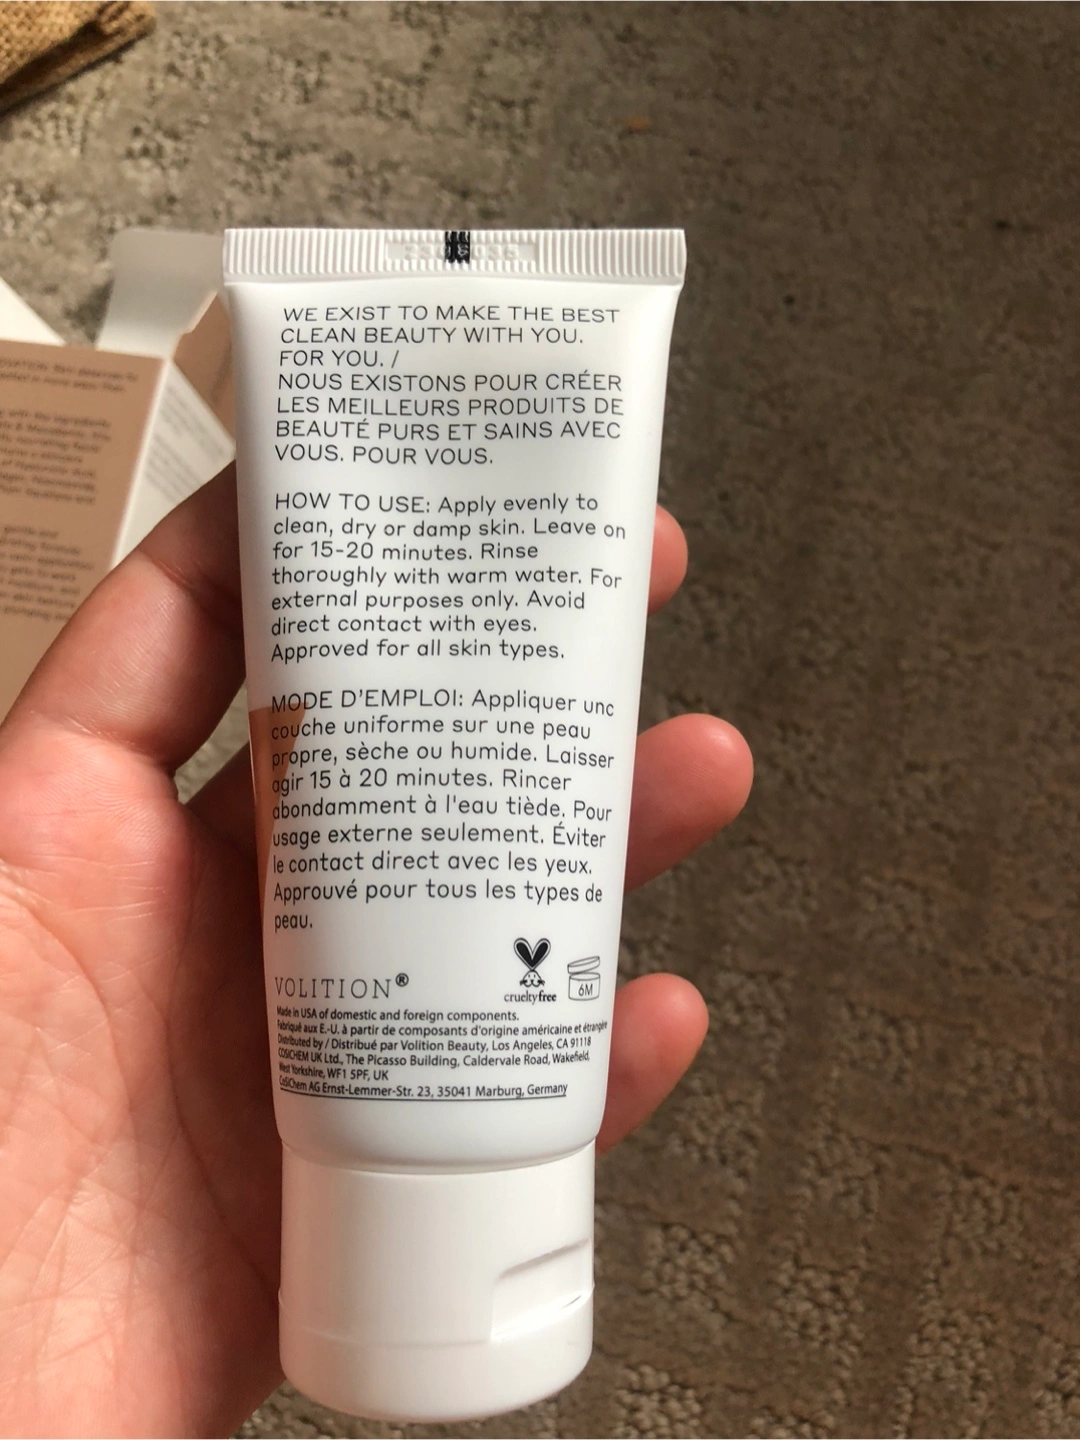 WE EXIST TO MAKE THE BEST
CLEAN BEAUTY WITH YOU.
FOR YOU. /
NOUS EXISTONS POUR CRÉER
LES MEILLEURS PRODUITS DE
BEAUTÉ PURS ET SAINS AVEC
VOUS. POUR VOUS.
HOW TO USE: Apply evenly to
clean, dry or damp skin. Leave on
for 15-20 minutes. Rinse
thoroughly with warm water. For
external purposes only. Avoid
direct contact with eyes.
Approved for all skin types.
MODE D'EMPLOI: Appliquer une
couche uniforme sur une peau
propre, sèche ou humide. Laisser
agir 15 à 20 minutes. Rincer
abondamment à l'eau tiède. Pour
usage externe seulement. Éviter
le contact direct avec les yeux.
Approuvé pour tous les types de
peau.
VOLITION®
crueltyfree
6M
Made in USA of domestic and foreign components.
Fabriqué aux E.-U. à partir de composants d'origine américaine et étrangère
Distributed by / Distribué par Volition Beauty, Los Angeles, CA 91118
COSICHEM UK Ltd., The Picasso Building, Caldervale Road, Wakefield,
West Yorkshire, WF1 5PF, UK
CoSiChem AG Ernst-Lemmer-Str. 23, 35041 Marburg, Germany